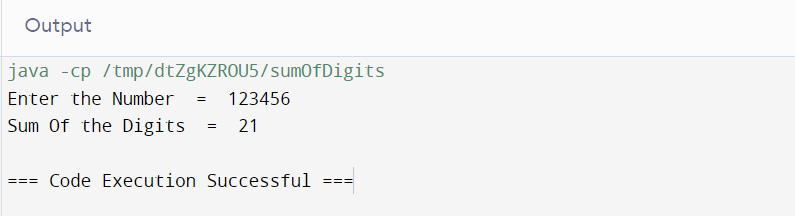 Output
java -cp /tmp/dtZgKZROU5/sumOfDigits
Enter the Number  =  123456
Sum Of the Digits  =  21
=== Code Execution Successful ===